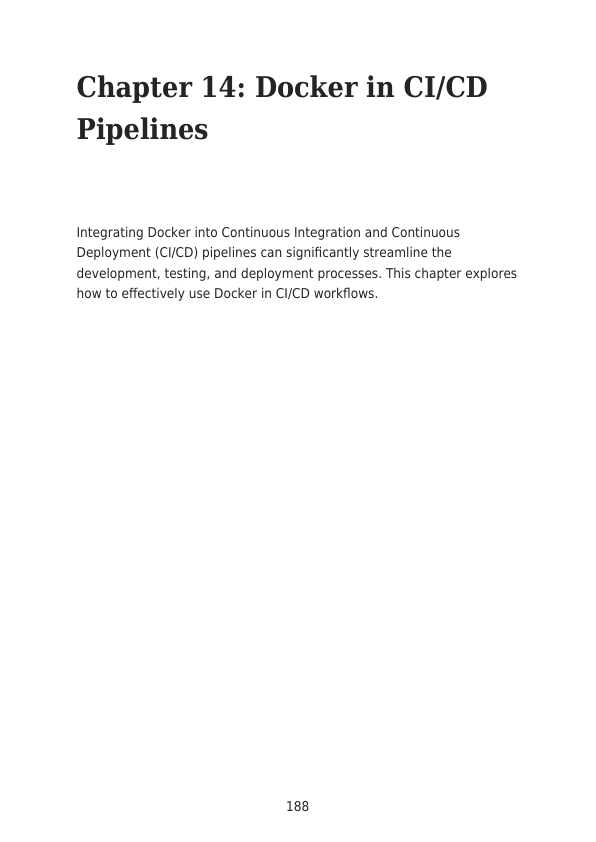 Chapter 14: Docker in CI/CD
Pipelines
Integrating Docker into Continuous Integration and Continuous
Deployment (CI/CD) pipelines can significantly streamline the
development, testing, and deployment processes. This chapter explores
how to effectively use Docker in CI/CD workflows.
188